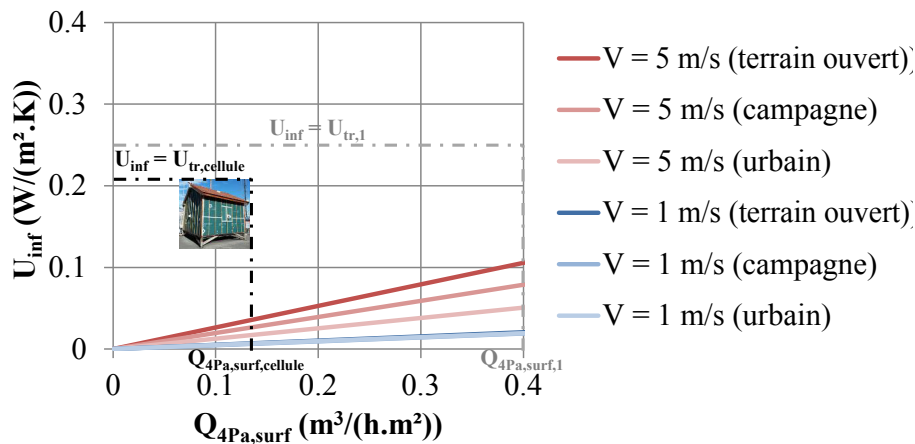 0.4
0.3
0.2
0.1
0
U_inf (W/(m².K)
U_inf = U_tr,1
U_inf = U_tr,cellule
Q_4Pa,surf,cellule
Q_4Pa,surf,1
0
0.1
0.2
0.3
0.4
Q_4Pa,surf (m³/(h.m²))
V = 5 m/s (terrain ouvert)
V = 5 m/s (campagne)
V = 5 m/s (urbain)
V = 1 m/s (terrain ouvert)
V = 1 m/s (campagne)
V = 1 m/s (urbain)